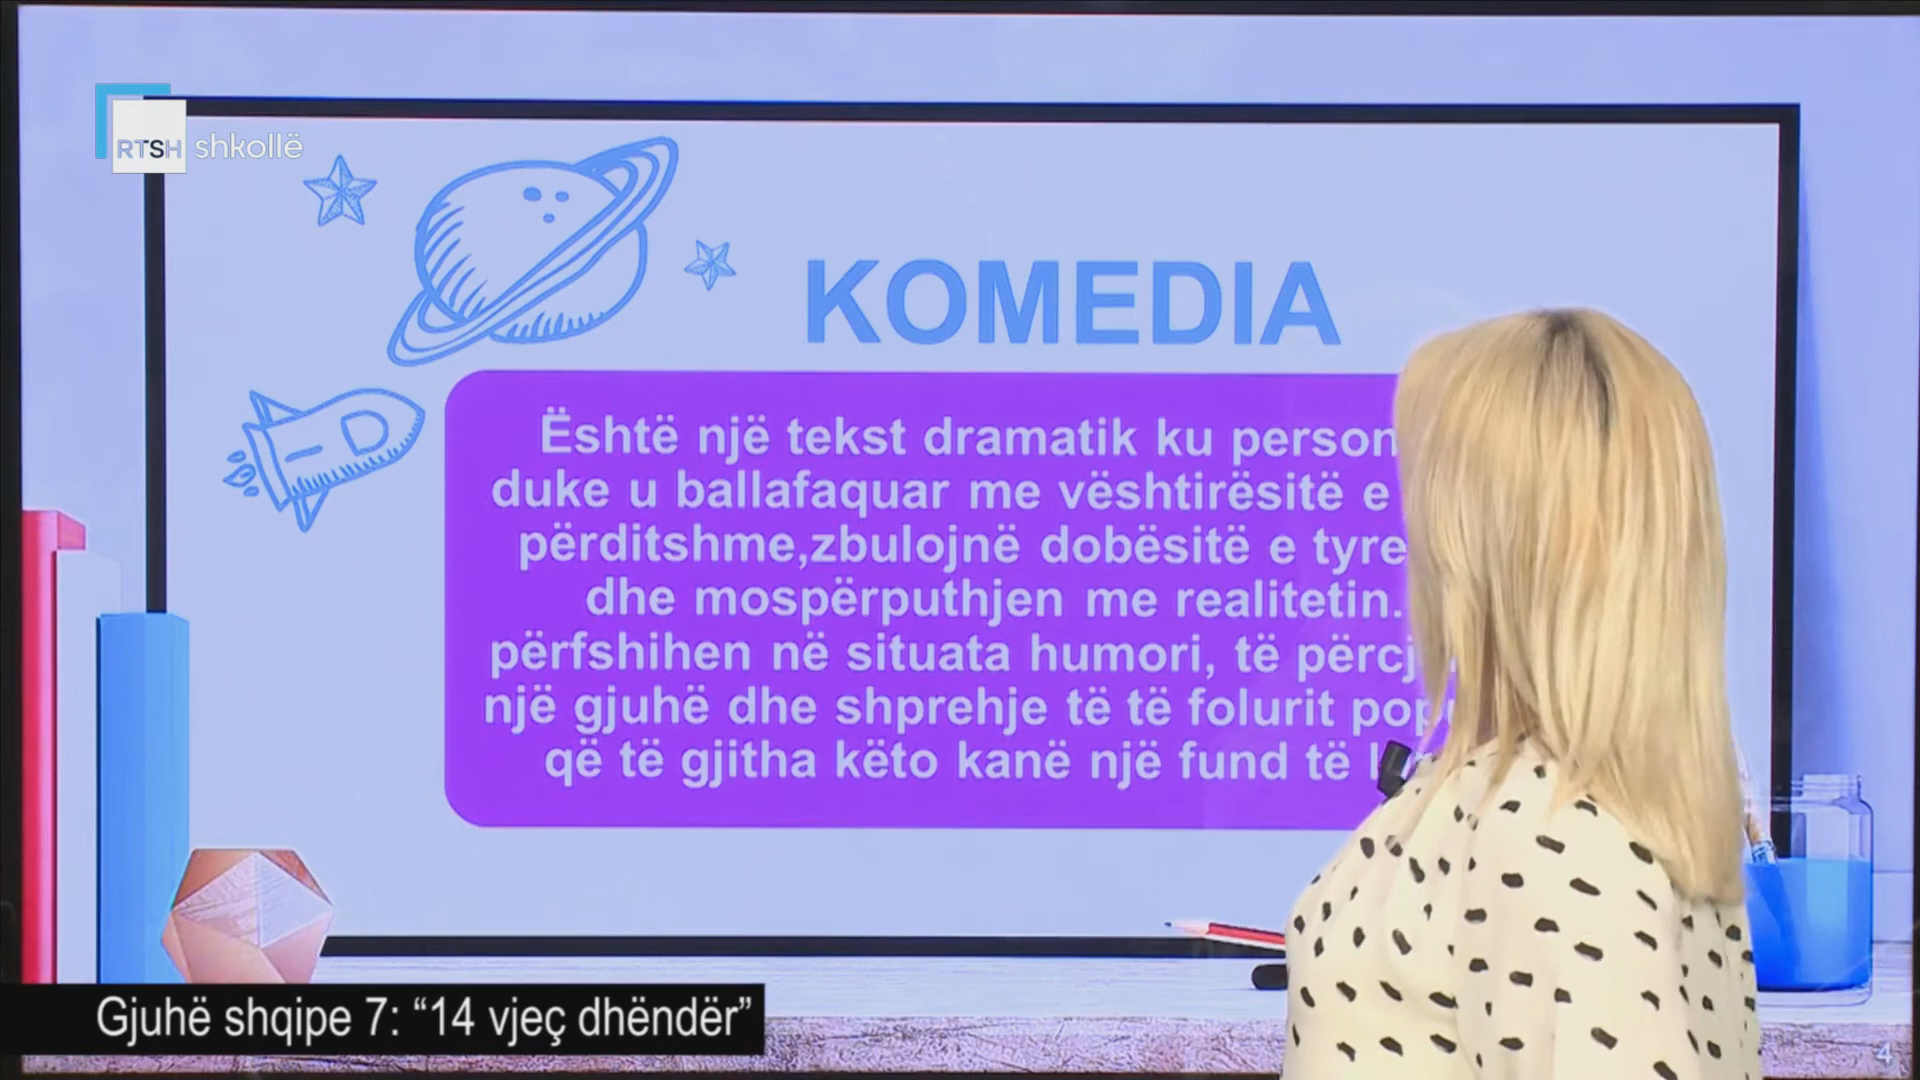 RTSH shkollë
KOMEDIA
Është një tekst dramatik ku
duke u ballafaquar me vështirësitë e
përditshme,zbulojnë dobësitë e tyre
dhe mospërputhjen me realitetin.
përfshihen në situata humori, të
një gjuhë dhe shprehje të të folurit
që të gjitha këto kanë një fund të
Gjuhë shqipe 7: “14 vjeç dhëndër”
4